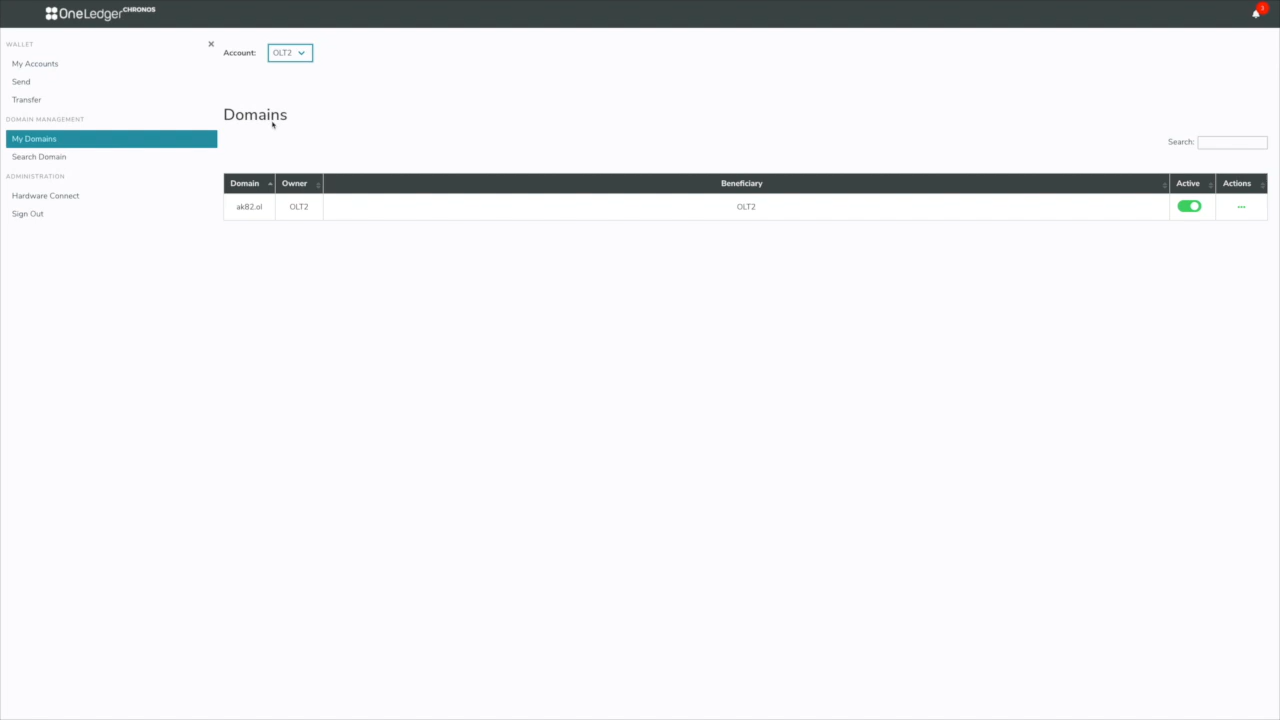 OneLedger CHRONOS
3
WALLET
My Accounts
Send
Transfer
DOMAIN MANAGEMENT
My Domains
Search Domain
ADMINISTRATION
Hardware Connect
Sign Out
Account: OLT2
Domains
Search:
Domain Owner Beneficiary Active Actions
ak82.ol OLT2 OLT2